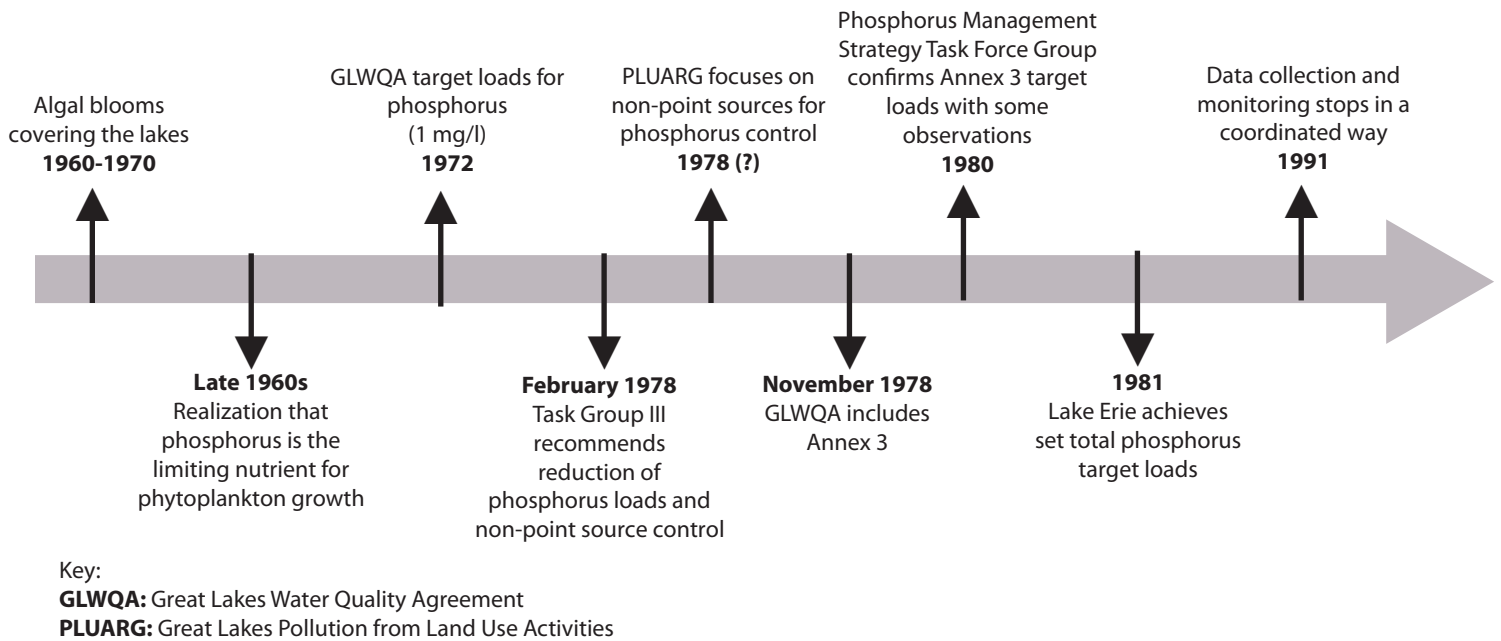 Algal blooms
covering the lakes
1960-1970
Late 1960s
Realization that
phosphorus is the
limiting nutrient for
phytoplankton growth
GLWQA target loads for
phosphorus
(1 mg/l)
1972
February 1978
Task Group III
recommends
reduction of
phosphorus loads and
non-point source control
PLUARG focuses on
non-point sources for
phosphorus control
1978 (?)
November 1978
GLWQA includes
Annex 3
Phosphorus Management
Strategy Task Force Group
confirms Annex 3 target
loads with some
observations
1980
1981
Lake Erie achieves
set total phosphorus
target loads
Data collection and
monitoring stops in a
coordinated way
1991
Key:
GLWQA: Great Lakes Water Quality Agreement
PLUARG: Great Lakes Pollution from Land Use Activities